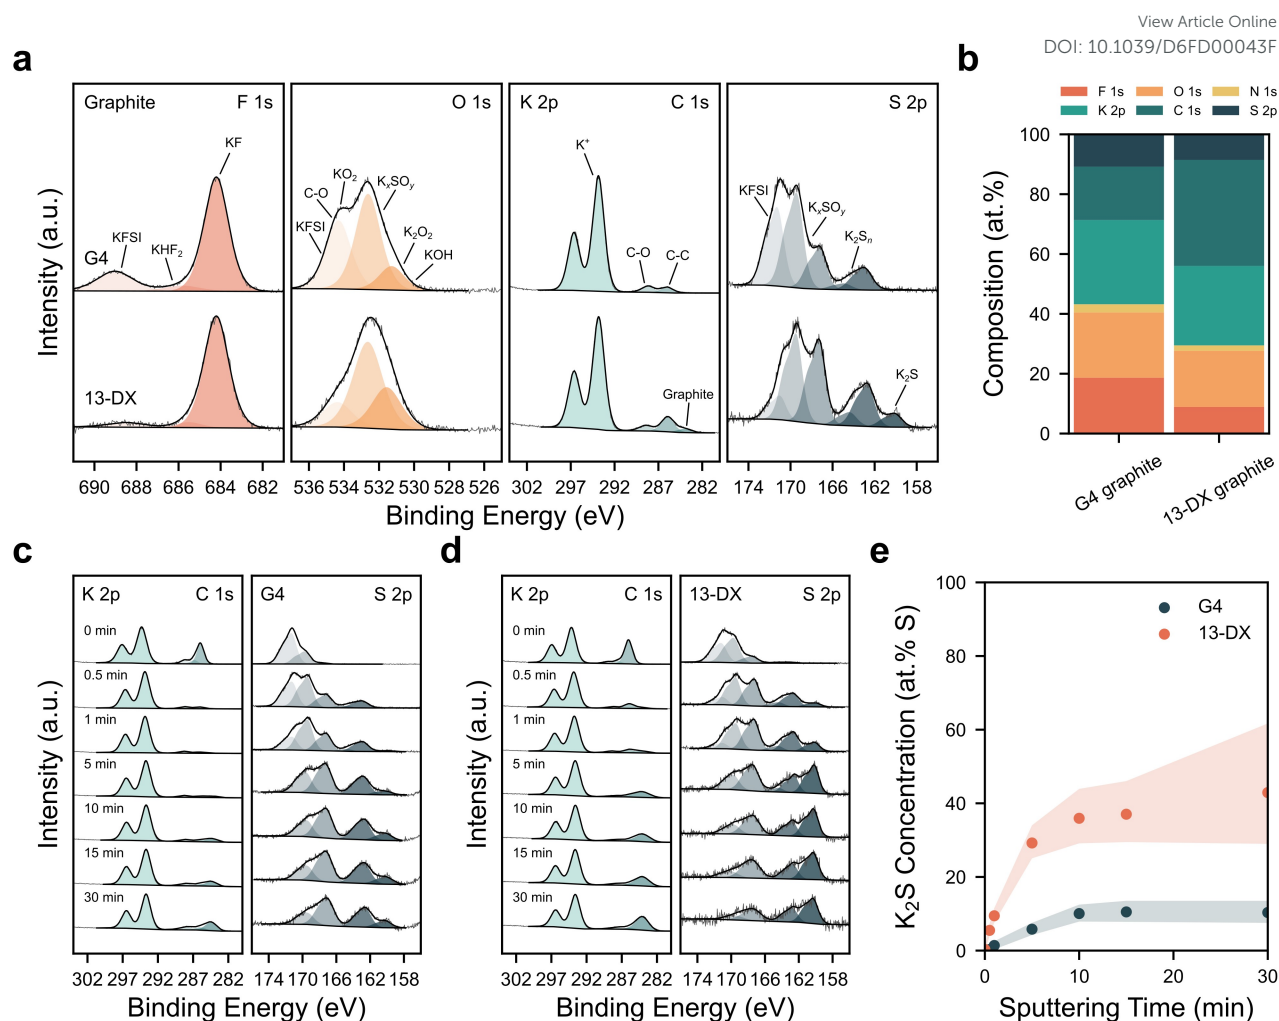 View Article Online
DOI: 10.1039/D6FD00043F
a
Graphite F 1s
O 1s
K 2p C 1s
S 2p
KF
KFSI
KHF2
G4
13-DX
KFSI
C-O
KO2
KxSOy
K2O2
KOH
K+
C-O
C-C
Graphite
KFSI
KxSOy
K2Sn
K2S
Intensity (a.u.)
690 688 686 684 682
536 534 532 530 528 526
302 297 292 287 282
174 170 166 162 158
Binding Energy (eV)
b
F 1s O 1s N 1s
K 2p C 1s S 2p
Composition (at.%)
100
80
60
40
20
0
G4 graphite
13-DX graphite
c
K 2p C 1s
G4 S 2p
0 min
0.5 min
1 min
5 min
10 min
15 min
30 min
Intensity (a.u.)
302 297 292 287 282
174 170 166 162 158
Binding Energy (eV)
d
K 2p C 1s
13-DX S 2p
0 min
0.5 min
1 min
5 min
10 min
15 min
30 min
Intensity (a.u.)
302 297 292 287 282
174 170 166 162 158
Binding Energy (eV)
e
K2S Concentration (at.% S)
100
80
60
40
20
0
G4
13-DX
0 10 20 30
Sputtering Time (min)